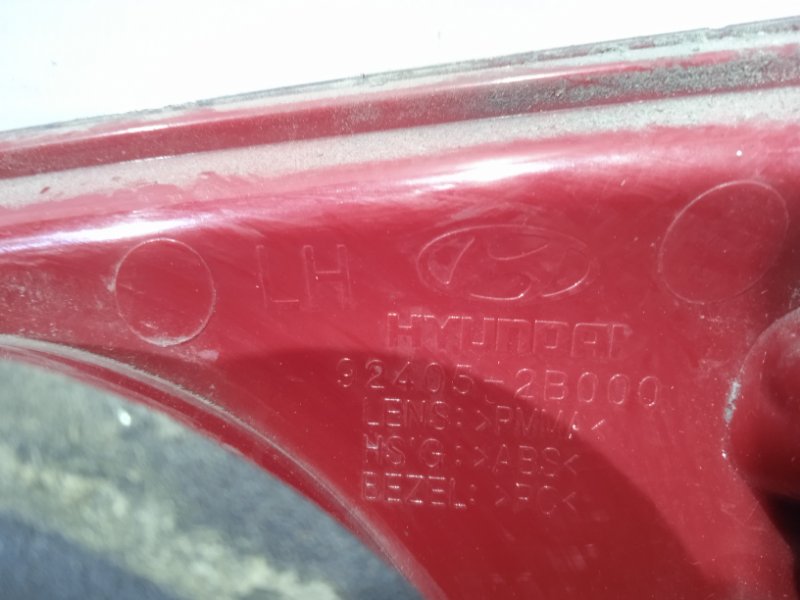 LH
HYUNDAI
92405-2B000
LENS: >PMMA<
HS'G: >ABS<
BEZEL: >PC<